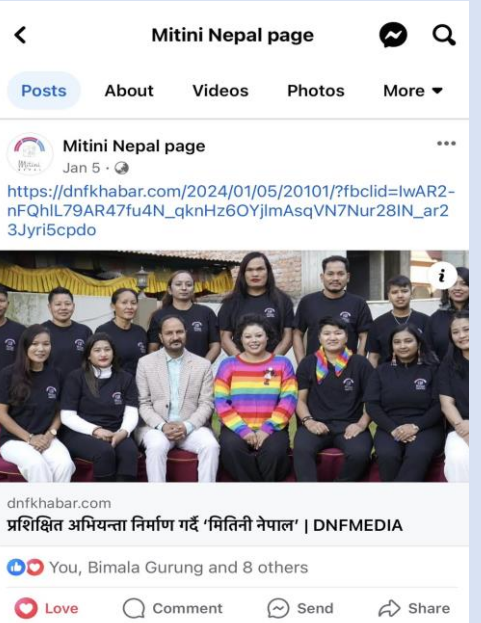 Mitini Nepal page
Posts About Videos Photos More
Mitini Nepal page
Jan 5 ·
https://dnfkhabar.com/2024/01/05/20101/?fbclid=IwAR2-
nFQhlL79AR47fu4N_qknHz6OYjlmAsqVN7Nur28IN_ar2
3Jyri5cpdo
dnfkhabar.com
प्रशिक्षित अभियन्ता निर्माण गर्दै ‘मितिनी नेपाल’ | DNFMEDIA
You, Bimala Gurung and 8 others
Love Comment Send Share